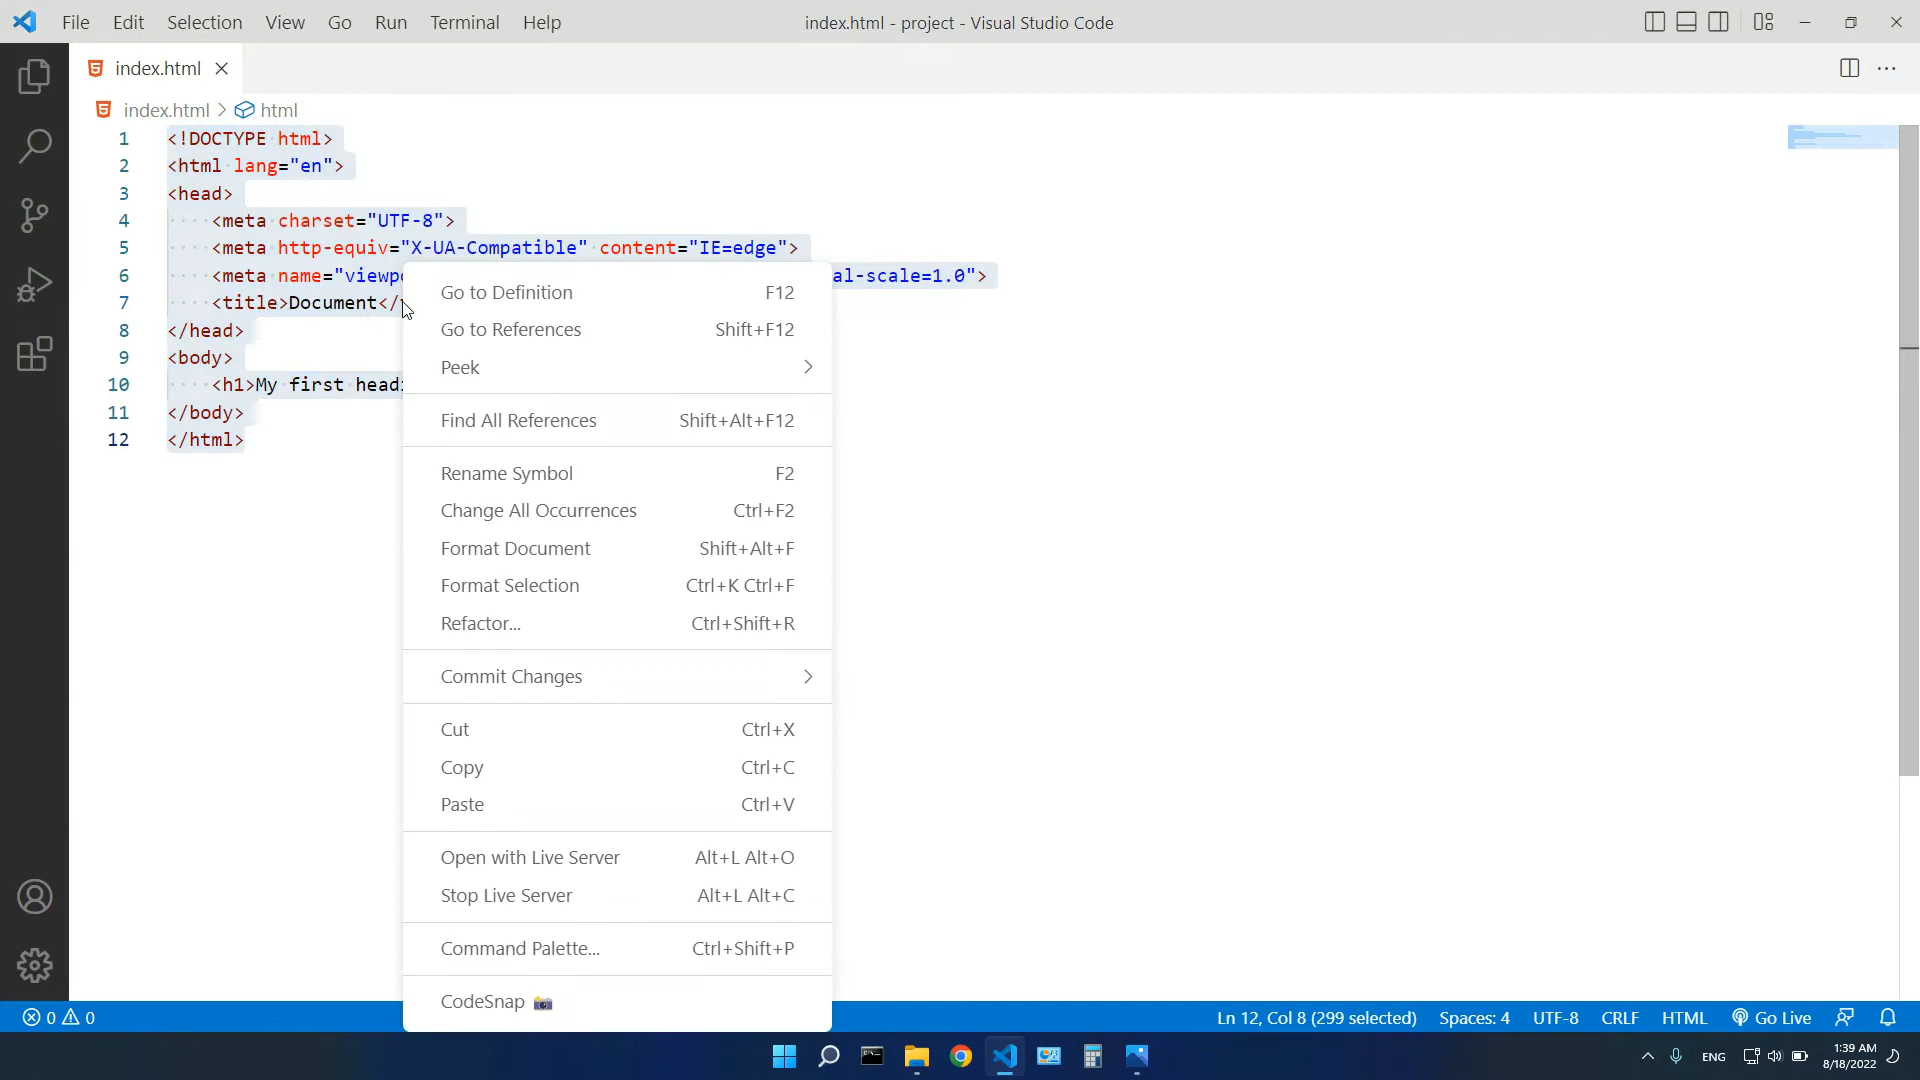 File Edit Selection View Go Run Terminal Help
index.html - project - Visual Studio Code
index.html
index.html > html
1 <!DOCTYPE html>
2 <html lang="en">
3 <head>
4 <meta charset="UTF-8">
5 <meta http-equiv="X-UA-Compatible" content="IE=edge">
6 <meta name="viewpo al-scale=1.0">
7 <title>Document</
8 </head>
9 <body>
10 <h1>My first head
11 </body>
12 </html>
Go to Definition F12
Go to References Shift+F12
Peek
Find All References Shift+Alt+F12
Rename Symbol F2
Change All Occurrences Ctrl+F2
Format Document Shift+Alt+F
Format Selection Ctrl+K Ctrl+F
Refactor... Ctrl+Shift+R
Commit Changes
Cut Ctrl+X
Copy Ctrl+C
Paste Ctrl+V
Open with Live Server Alt+L Alt+O
Stop Live Server Alt+L Alt+C
Command Palette... Ctrl+Shift+P
CodeSnap 📸
0 0
Ln 12, Col 8 (299 selected) Spaces: 4 UTF-8 CRLF HTML Go Live
ENG
1:39 AM
8/18/2022